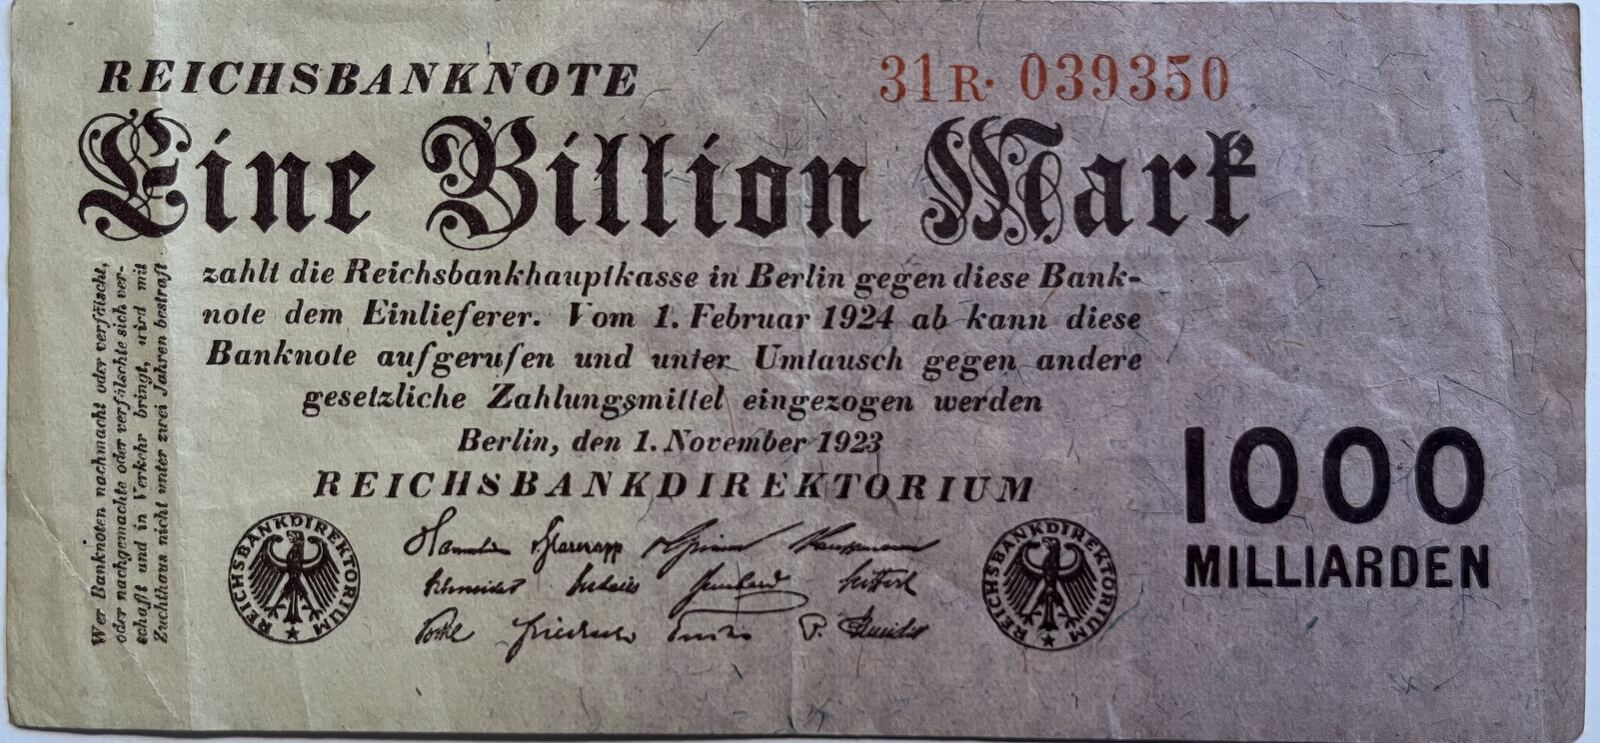 REICHSBANKNOTE
31R· 039350
Eine Billion Mark
zahlt die Reichsbankhauptkasse in Berlin gegen diese Bank-
note dem Einlieferer. Vom 1. Februar 1924 ab kann diese
Banknote aufgerufen und unter Umtausch gegen andere
gesetzliche Zahlungsmittel eingezogen werden
Berlin, den 1. November 1923
REICHSBANKDIREKTORIUM
Wer Banknoten nachmacht oder verfälscht,
oder nachgemachte oder verfälschte sich ver-
schafft und in Verkehr bringt, wird mit
Zuchthaus nicht unter zwei Jahren bestraft
1000
MILLIARDEN
REICHSBANKDIREKTORIUM
REICHSBANKDIREKTORIUM